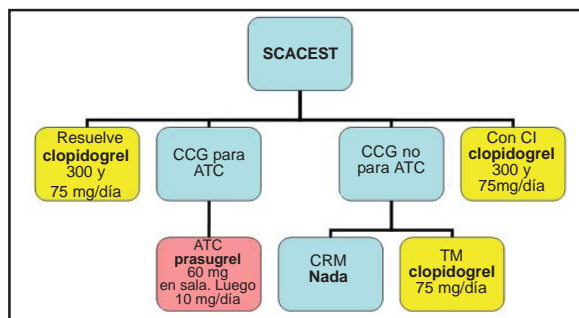 SCACEST
Resuelve
clopidogrel
300 y
75 mg/día
CCG para
ATC
CCG no
para ATC
Con CI
clopidogrel
300 y
75mg/día
ATC
prasugrel
60 mg
en sala. Luego
10 mg/día
CRM
Nada
TM
clopidogrel
75 mg/día